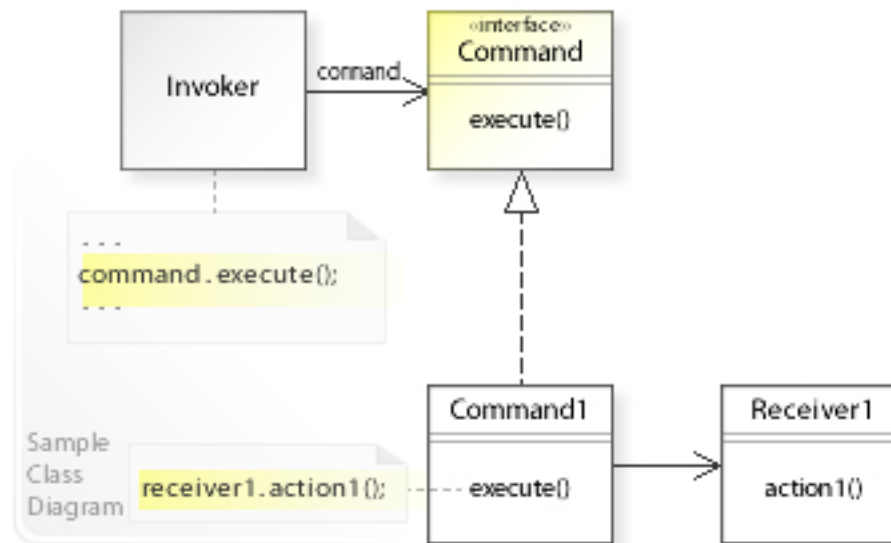 «interface»
Command
Invoker
command
execute()
. . .
command.execute();
. . .
Command1
Receiver1
Sample
Class
Diagram
receiver1.action1();
execute()
action1()